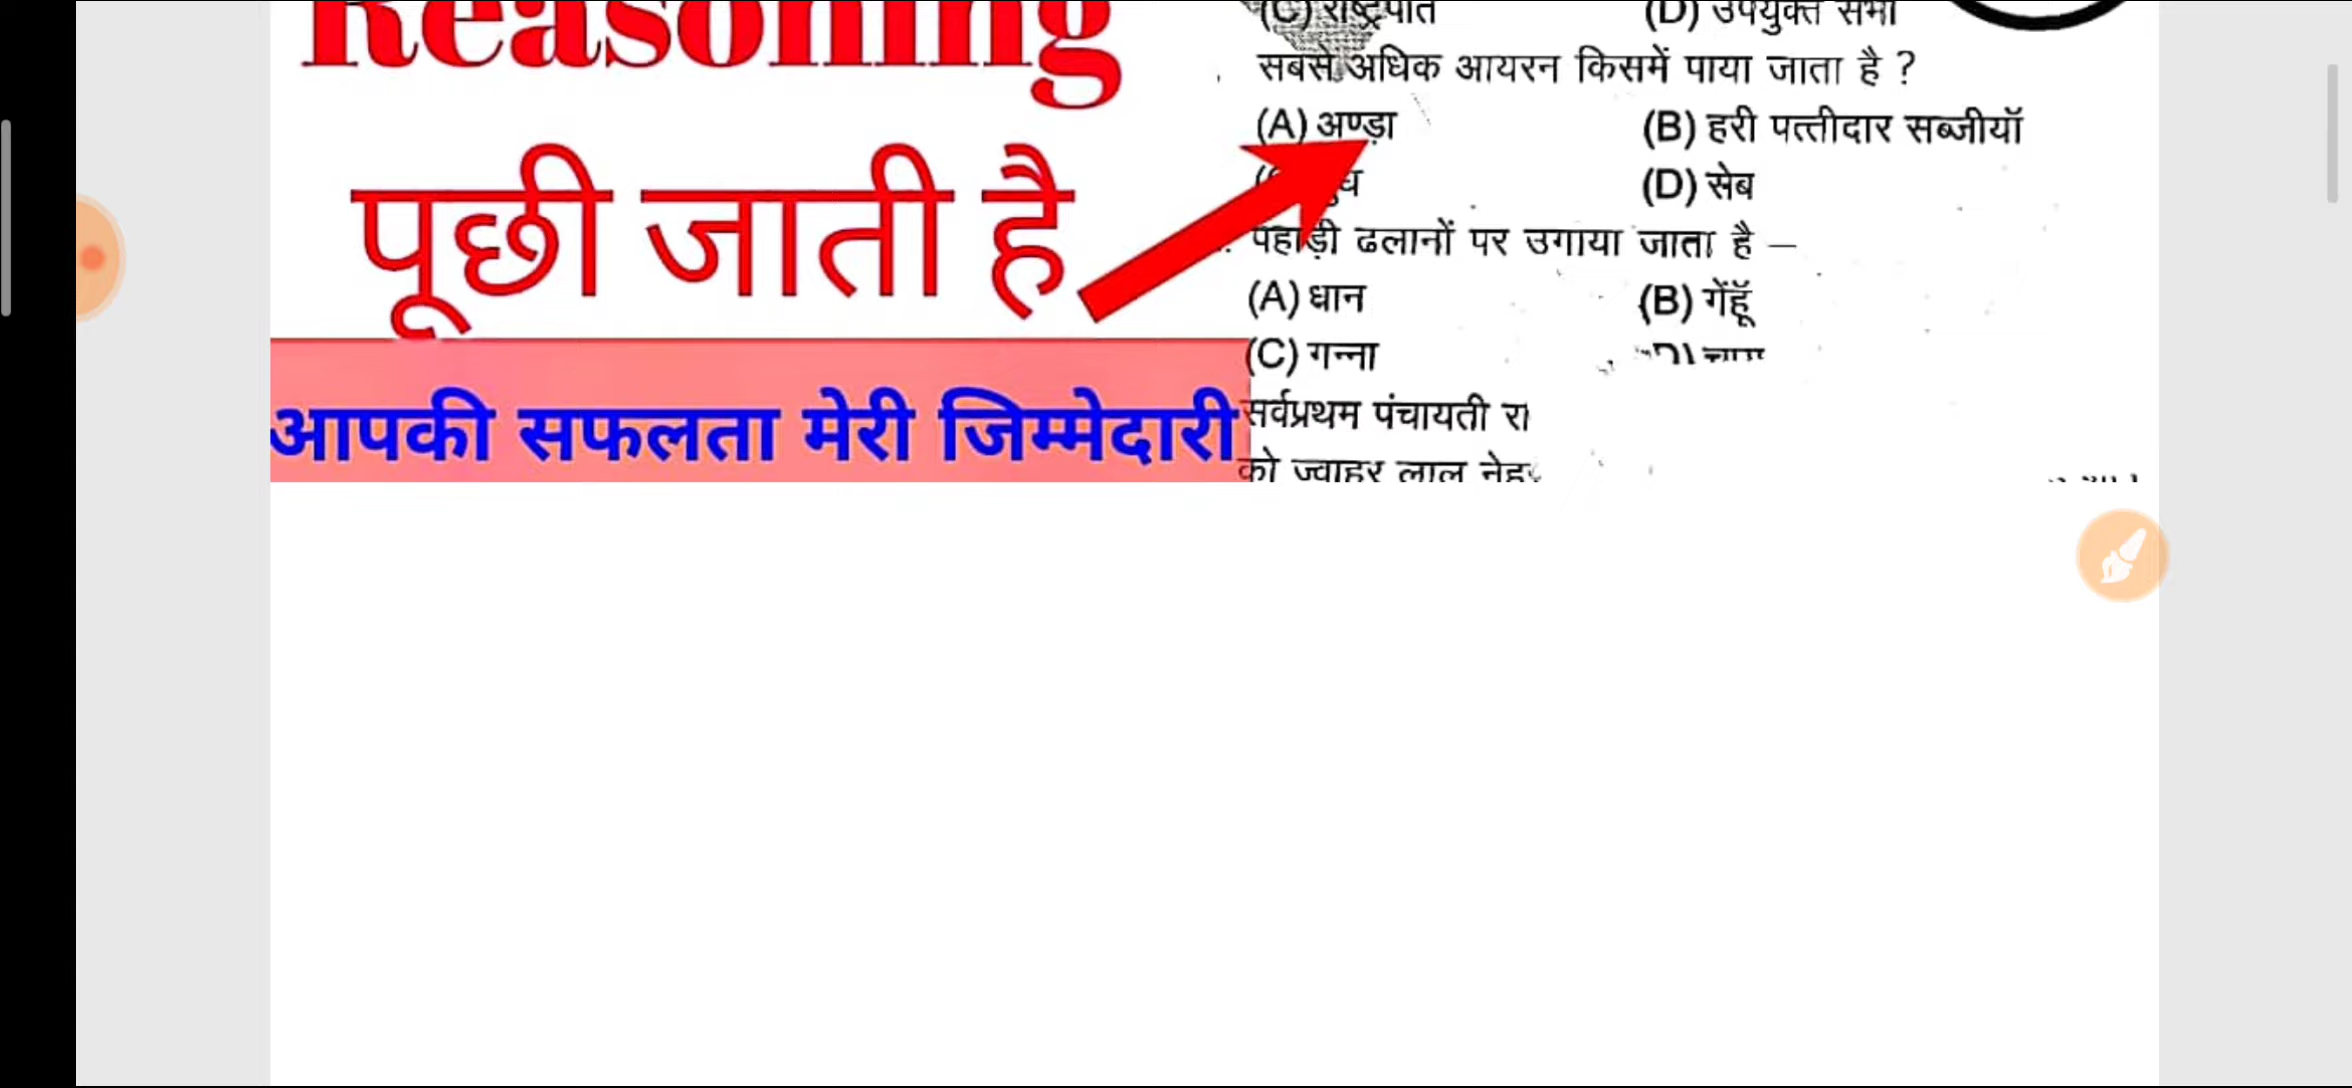 Reasoning
पूछी जाती है
आपकी सफलता मेरी जिम्मेदारी
(C) राष्ट्रपति (D) उपयुक्त सभी
सबसे अधिक आयरन किसमें पाया जाता है ?
(A) अण्ड़ा (B) हरी पत्तीदार सब्जीयॉ
(D) सेब
पहाड़ी ढलानों पर उगाया जाता है –
(A) धान (B) गेंहूॅ
(C) गन्ना
सर्वप्रथम पंचायती
को ज्वाहर लाल